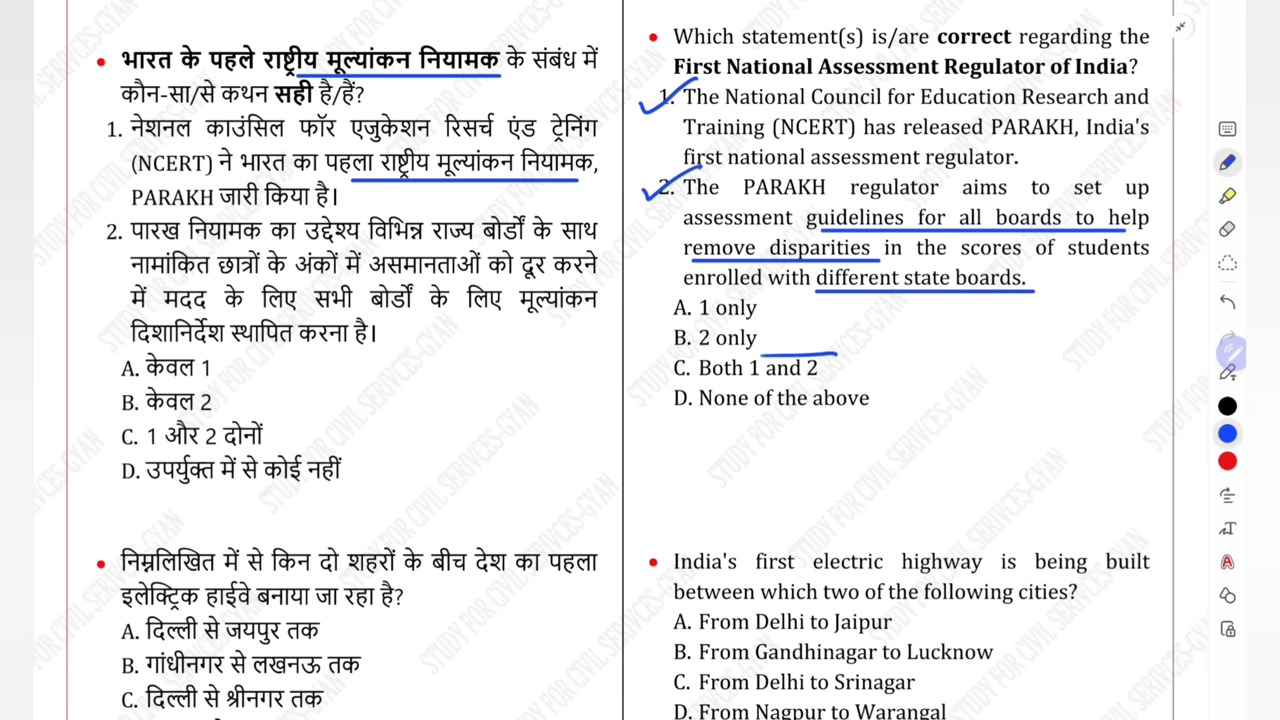 भारत के पहले राष्ट्रीय मूल्यांकन नियामक के संबंध में
कौन-सा/से कथन सही है/हैं?
1. नेशनल काउंसिल फॉर एजुकेशन रिसर्च एंड ट्रेनिंग
(NCERT) ने भारत का पहला राष्ट्रीय मूल्यांकन नियामक,
PARAKH जारी किया है।
2. पारख नियामक का उद्देश्य विभिन्न राज्य बोर्डों के साथ
नामांकित छात्रों के अंकों में असमानताओं को दूर करने
में मदद के लिए सभी बोर्डों के लिए मूल्यांकन
दिशानिर्देश स्थापित करना है।
A. केवल 1
B. केवल 2
C. 1 और 2 दोनों
D. उपर्युक्त में से कोई नहीं
निम्नलिखित में से किन दो शहरों के बीच देश का पहला
इलेक्ट्रिक हाईवे बनाया जा रहा है?
A. दिल्ली से जयपुर तक
B. गांधीनगर से लखनऊ तक
C. दिल्ली से श्रीनगर तक
Which statement(s) is/are correct regarding the
First National Assessment Regulator of India?
1. The National Council for Education Research and
Training (NCERT) has released PARAKH, India's
first national assessment regulator.
2. The PARAKH regulator aims to set up
assessment guidelines for all boards to help
remove disparities in the scores of students
enrolled with different state boards.
A. 1 only
B. 2 only
C. Both 1 and 2
D. None of the above
India's first electric highway is being built
between which two of the following cities?
A. From Delhi to Jaipur
B. From Gandhinagar to Lucknow
C. From Delhi to Srinagar
D. From Nagpur to Warangal
STUDY FOR CIVIL SERIVCES-GYAN